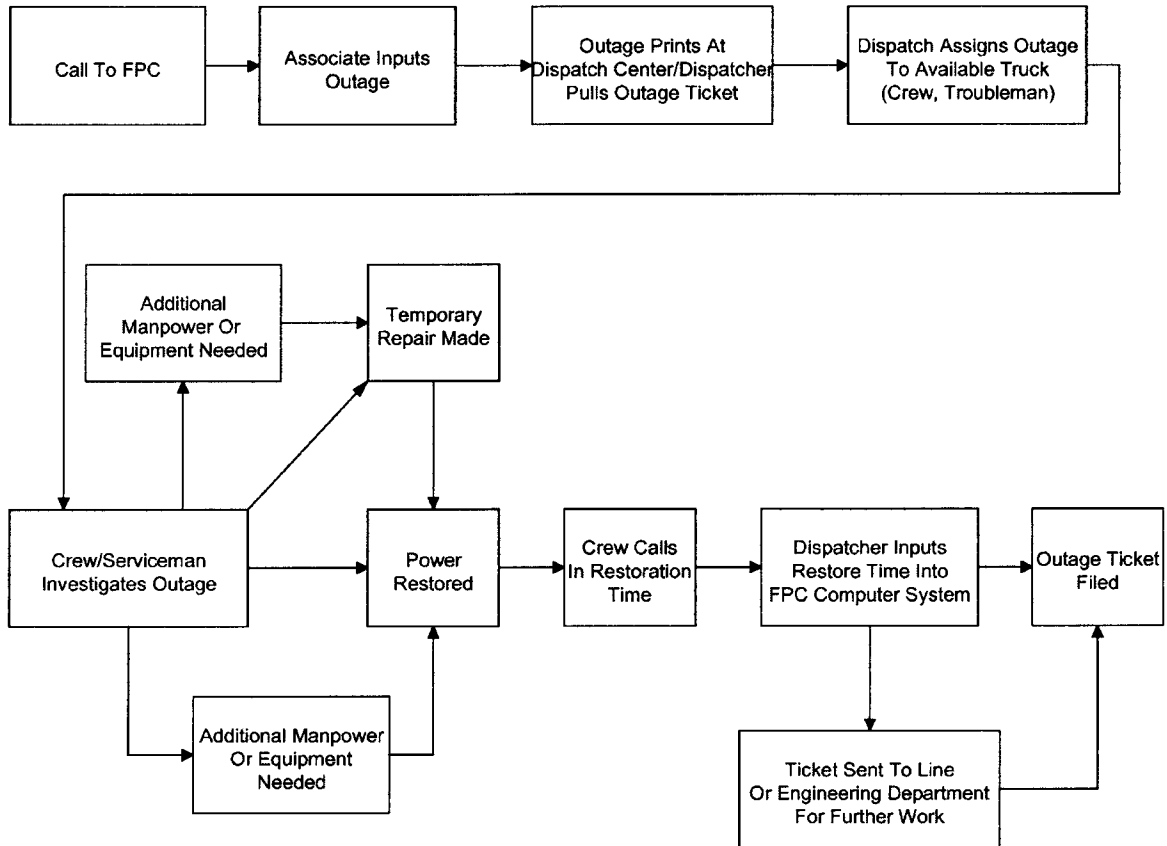 Call To FPC
Associate Inputs
Outage
Outage Prints At
Dispatch Center/Dispatcher
Pulls Outage Ticket
Dispatch Assigns Outage
To Available Truck
(Crew, Troubleman)
Additional
Manpower Or
Equipment Needed
Temporary
Repair Made
Crew/Serviceman
Investigates Outage
Power
Restored
Crew Calls
In Restoration
Time
Dispatcher Inputs
Restore Time Into
FPC Computer System
Outage Ticket
Filed
Additional Manpower
Or Equipment
Needed
Ticket Sent To Line
Or Engineering Department
For Further Work